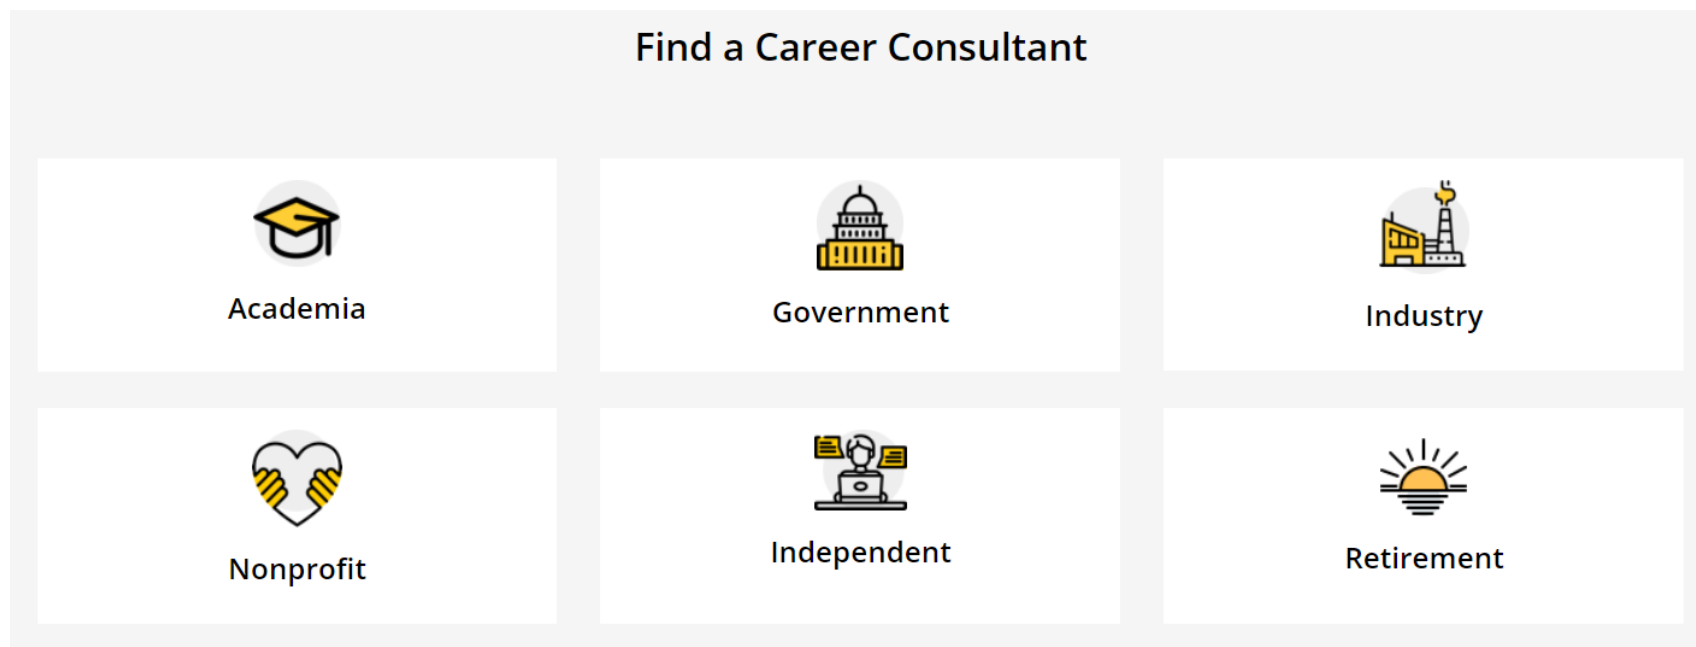 Find a Career Consultant
Academia
Government
Industry
Nonprofit
Independent
Retirement